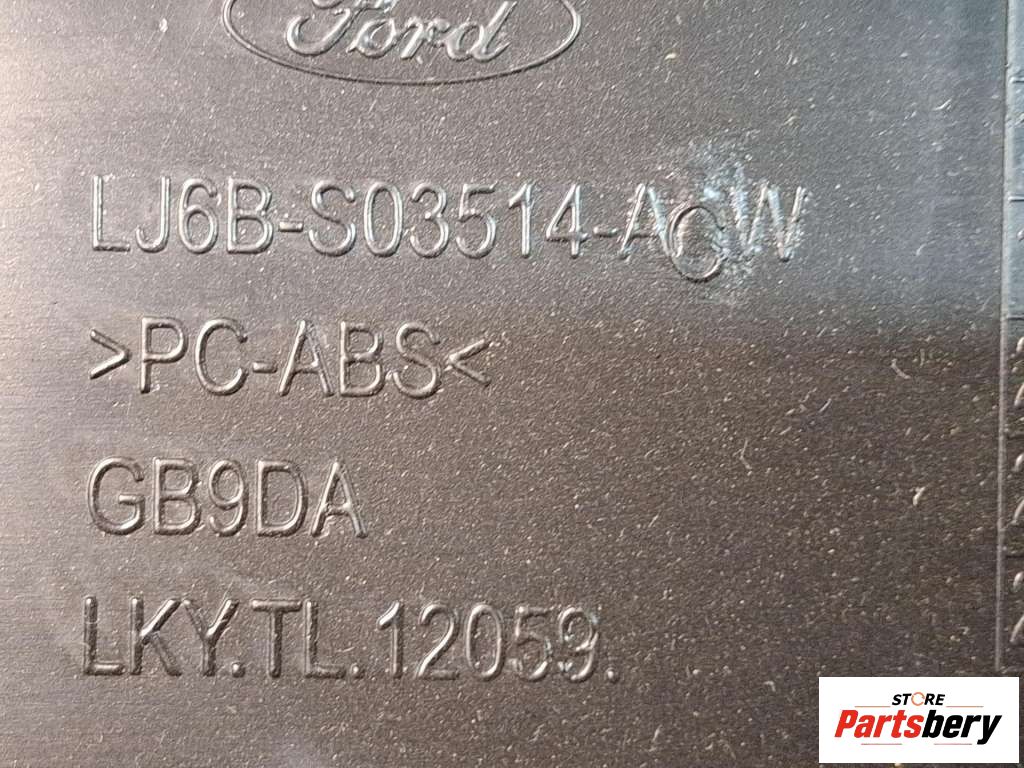 Ford
LJ6B-S03514-ACW
>PC-ABS<
GB9DA
LKY.TL.12059.
STORE
Partsbery